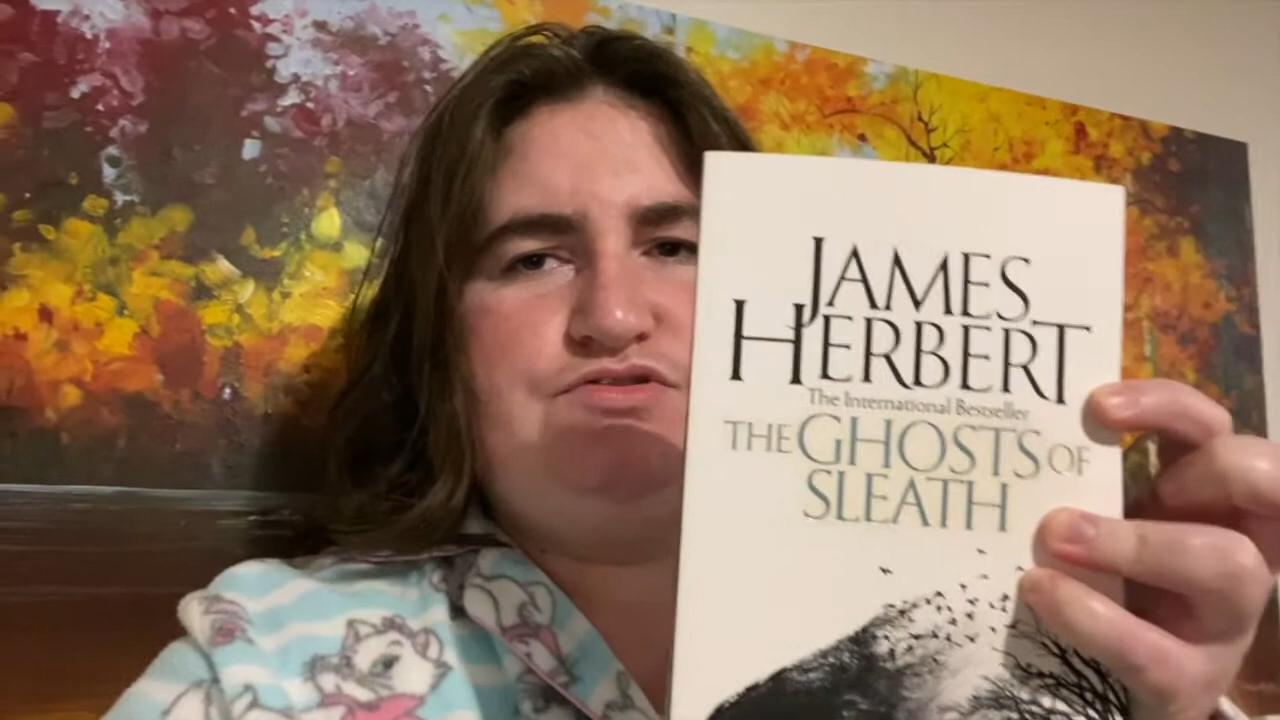 JAMES
HERBERT
The International Bestseller
THE GHOSTS OF
SLEATH